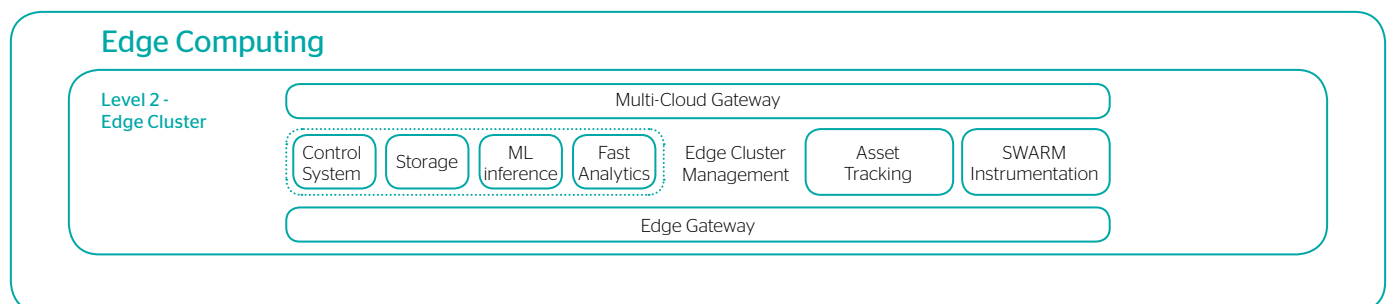 Edge Computing
Level 2 -
Edge Cluster
Multi-Cloud Gateway
Control
System
Storage
ML
inference
Fast
Analytics
Edge Cluster
Management
Asset
Tracking
SWARM
Instrumentation
Edge Gateway